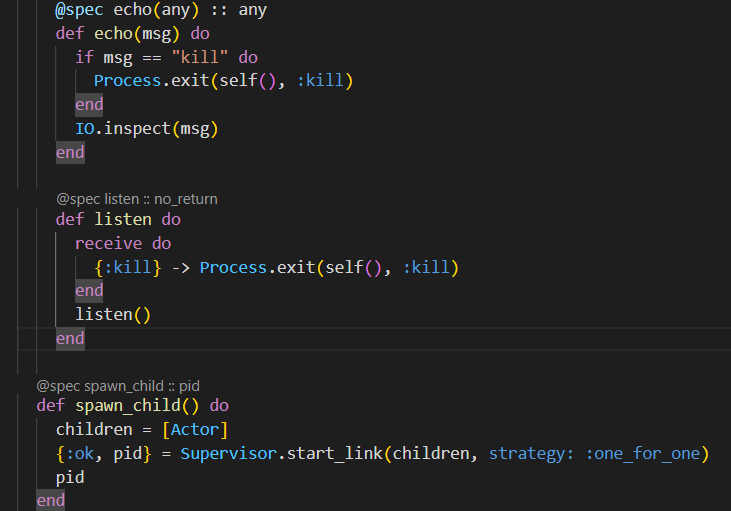 @spec echo(any) :: any
def echo(msg) do
if msg == "kill" do
Process.exit(self(), :kill)
end
IO.inspect(msg)
end
@spec listen :: no_return
def listen do
receive do
{:kill} -> Process.exit(self(), :kill)
end
listen()
end
@spec spawn_child :: pid
def spawn_child() do
children = [Actor]
{:ok, pid} = Supervisor.start_link(children, strategy: :one_for_one)
pid
end